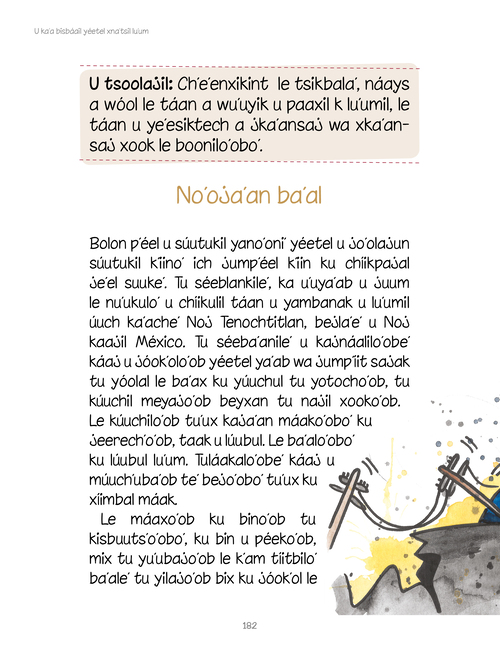 U ka'a bisbáail yéetel xna'tsil lu'um
U tsoolajil: Ch'e'enxikint le tsikbala', náays
a wóol le táan a wu'uyik u paaxil k lu'umil, le
táan u ye'esiktech a jka'ansaj wa xka'an-
saj xook le boonilo'obo'.
No'oja'an ba'al
Bolon p'éel u súutukil yano'oni' yéetel u jo'olajun
súutukil k'iino' ich jump'éel k'iin ku chíikpajal
je'el suuke'. Tu séeblankile', ka u'uya'ab u juum
le nu'ukulo' u chíikulil táan u yambanak u lu'umil
úuch ka'ache' Noj Tenochtitlan, bejla'e' u Noj
kaajil México. Tu séeba'anile' u kajnáalilo'obe'
káaj u jóok'olo'ob yéetel ya'ab wa jump'íit sajak
tu yóolal le ba'ax ku yúuchul tu yotocho'ob, tu
kúuchil meyajo'ob beyxan tu najil xooko'ob.
Le kúuchilo'ob tu'ux kaja'an máako'obo' ku
jeerech'o'ob, taak u lúubul. Le ba'alo'obo'
ku lúubul lu'um. Tuláakalo'obe' káaj u
múuch'uba'ob te' bejo'obo' tu'ux ku
xíimbal máak.
Le máaxo'ob ku bino'ob tu
kisbuuts'o'obo', ku bin u péeko'ob,
mix tu yu'ubajo'ob le k'am tíitbilo'
ba'ale' tu yilajo'ob bix ku jóok'ol le
182